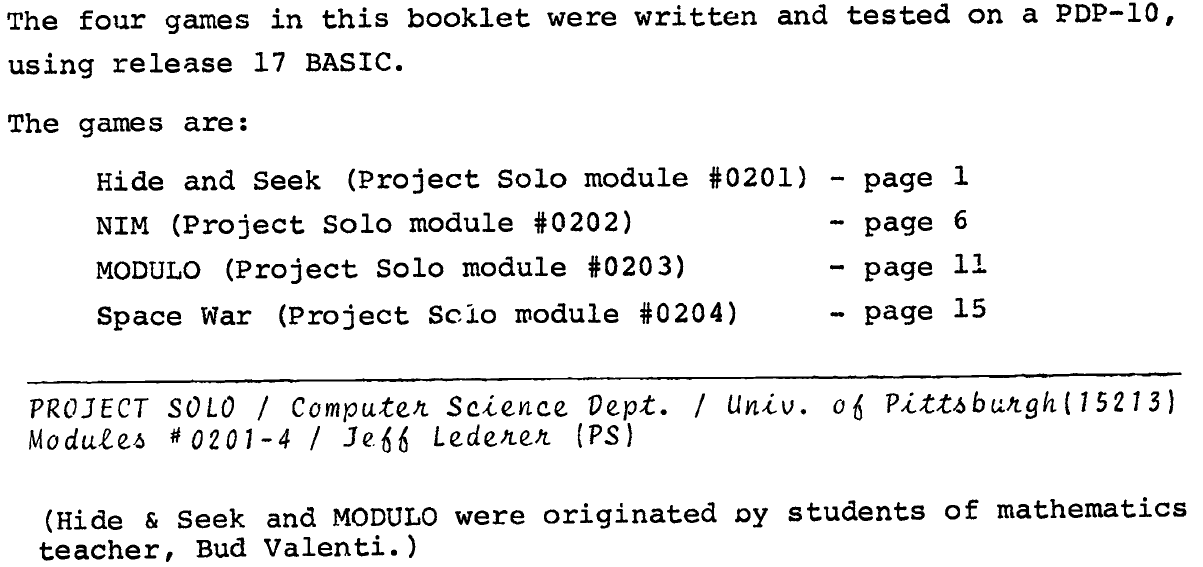 The four games in this booklet were written and tested on a PDP-10,
using release 17 BASIC.
The games are:
Hide and Seek (Project Solo module #0201) - page 1
NIM (Project Solo module #0202) - page 6
MODULO (Project Solo module #0203) - page 11
Space War (Project Solo module #0204) - page 15
PROJECT SOLO / Computer Science Dept. / Univ. of Pittsburgh(15213)
Modules #0201-4 / Jeff Lederer (PS)
(Hide & Seek and MODULO were originated by students of mathematics
teacher, Bud Valenti.)